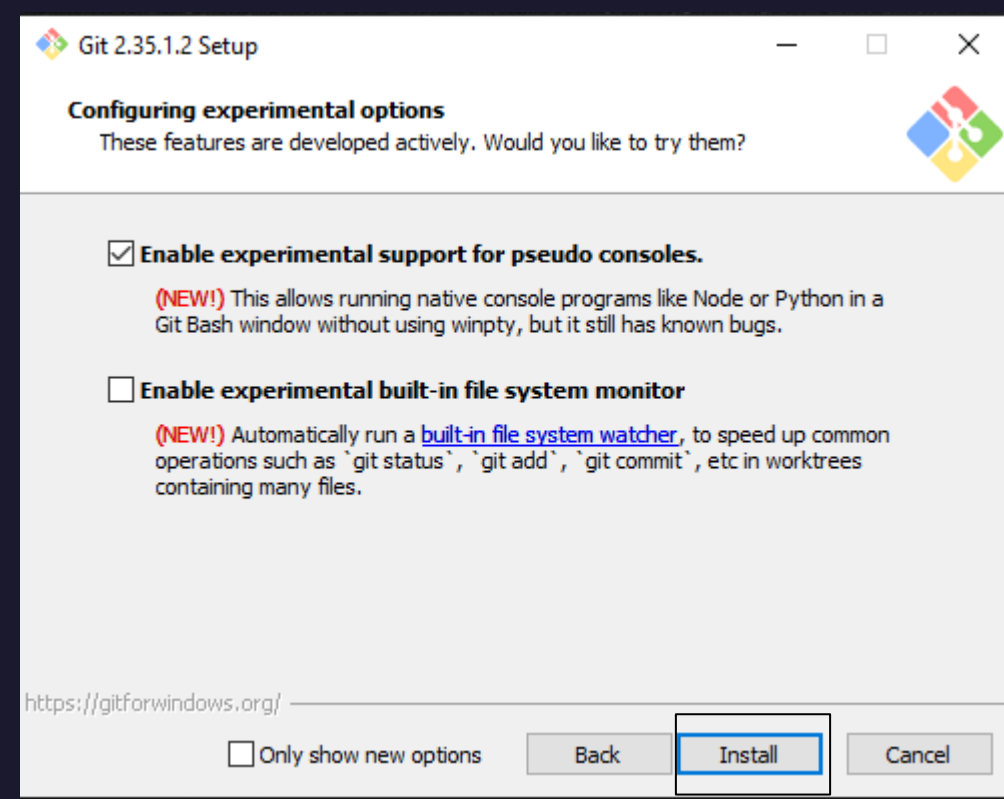 Git 2.35.1.2 Setup
Configuring experimental options
These features are developed actively. Would you like to try them?
Enable experimental support for pseudo consoles.
(NEW!) This allows running native console programs like Node or Python in a
Git Bash window without using winpty, but it still has known bugs.
Enable experimental built-in file system monitor
(NEW!) Automatically run a built-in file system watcher, to speed up common
operations such as `git status`, `git add`, `git commit`, etc in worktrees
containing many files.
https://gitforwindows.org/
Only show new options
Back
Install
Cancel